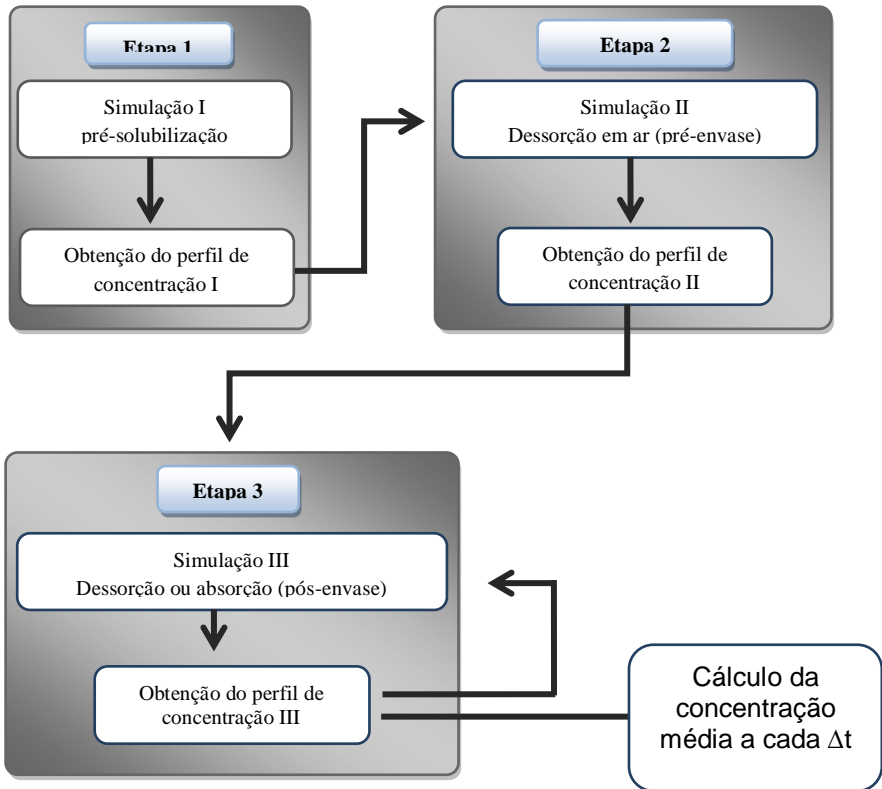 Etapa 1
Simulação I
pré-solubilização
Obtenção do perfil de
concentração I
Etapa 2
Simulação II
Dessorção em ar (pré-envase)
Obtenção do perfil de
concentração II
Etapa 3
Simulação III
Dessorção ou absorção (pós-envase)
Obtenção do perfil de
concentração III
Cálculo da
concentração
média a cada Δt